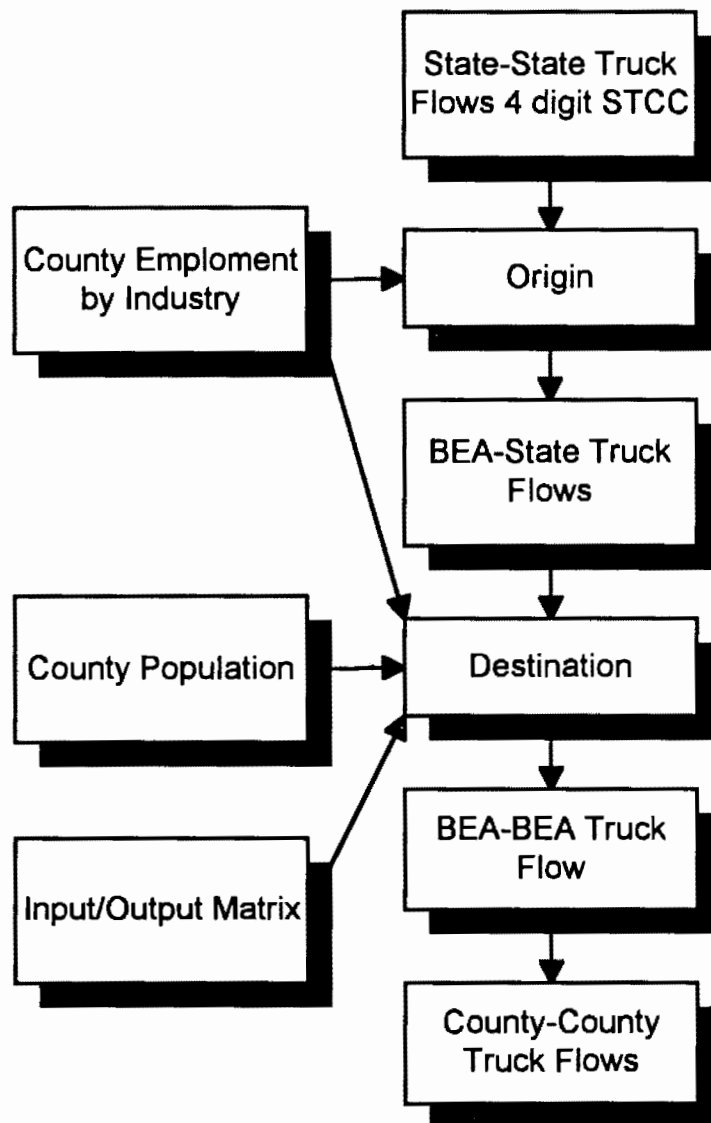 State-State Truck
Flows 4 digit STCC
County Emploment
by Industry
Origin
BEA-State Truck
Flows
County Population
Destination
BEA-BEA Truck
Flow
Input/Output Matrix
County-County
Truck Flows